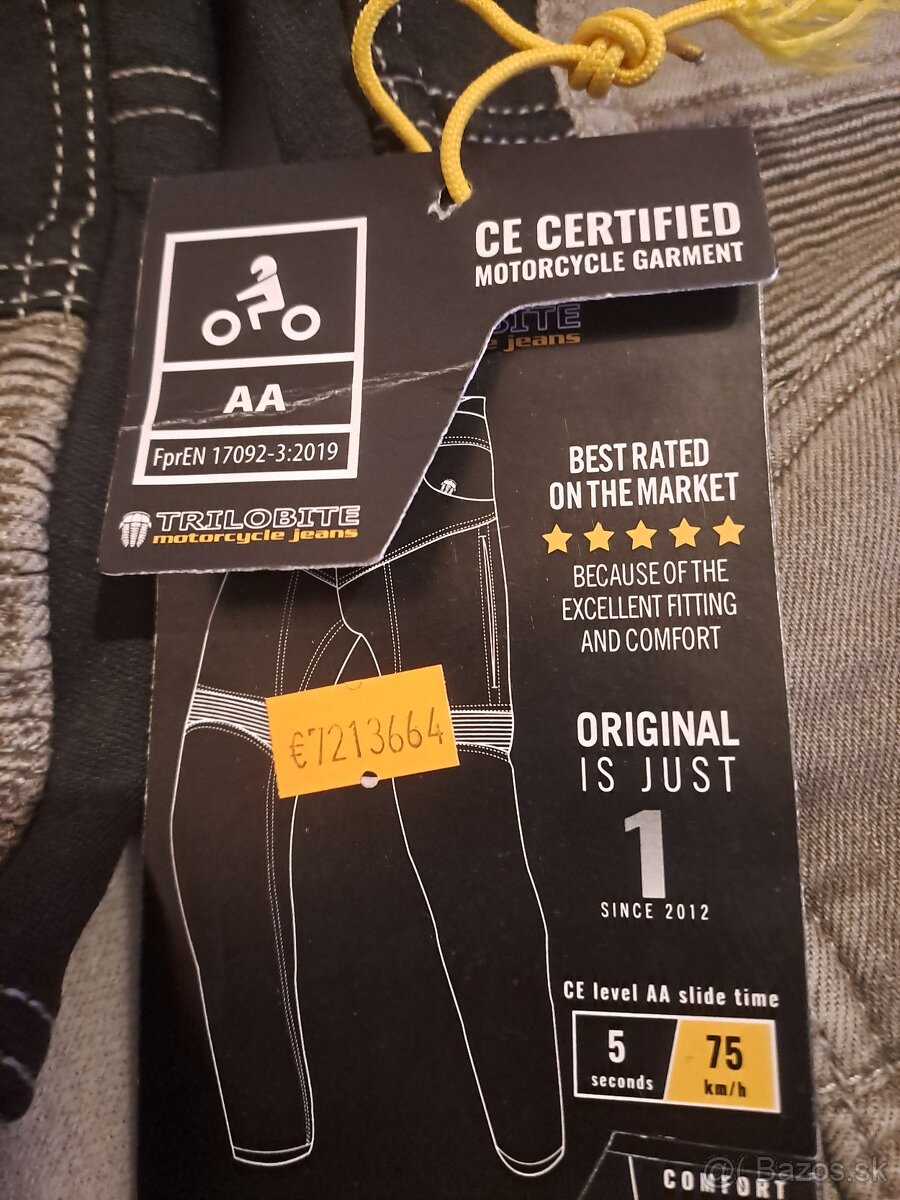 CE CERTIFIED
MOTORCYCLE GARMENT
AA
FprEN 17092-3:2019
TRILOBITE
motorcycle jeans
BITE
e jeans
BEST RATED
ON THE MARKET
BECAUSE OF THE
EXCELLENT FITTING
AND COMFORT
€7213664
ORIGINAL
IS JUST
1
SINCE 2012
CE level AA slide time
5
seconds
75
km/h
COMFORT
Bazos.sk